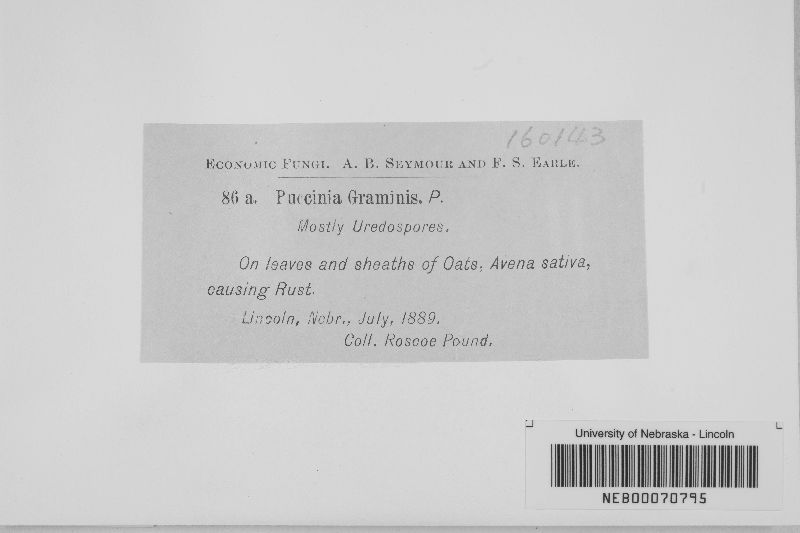 160143
Economic Fungi. A. B. Seymour and F. S. Earle.
86 a. Puccinia Graminis. P.
Mostly Uredospores.
On leaves and sheaths of Oats, Avena sativa,
causing Rust.
Lincoln, Nebr., July, 1889.
Coll. Roscoe Pound.
University of Nebraska - Lincoln
NEB00070795